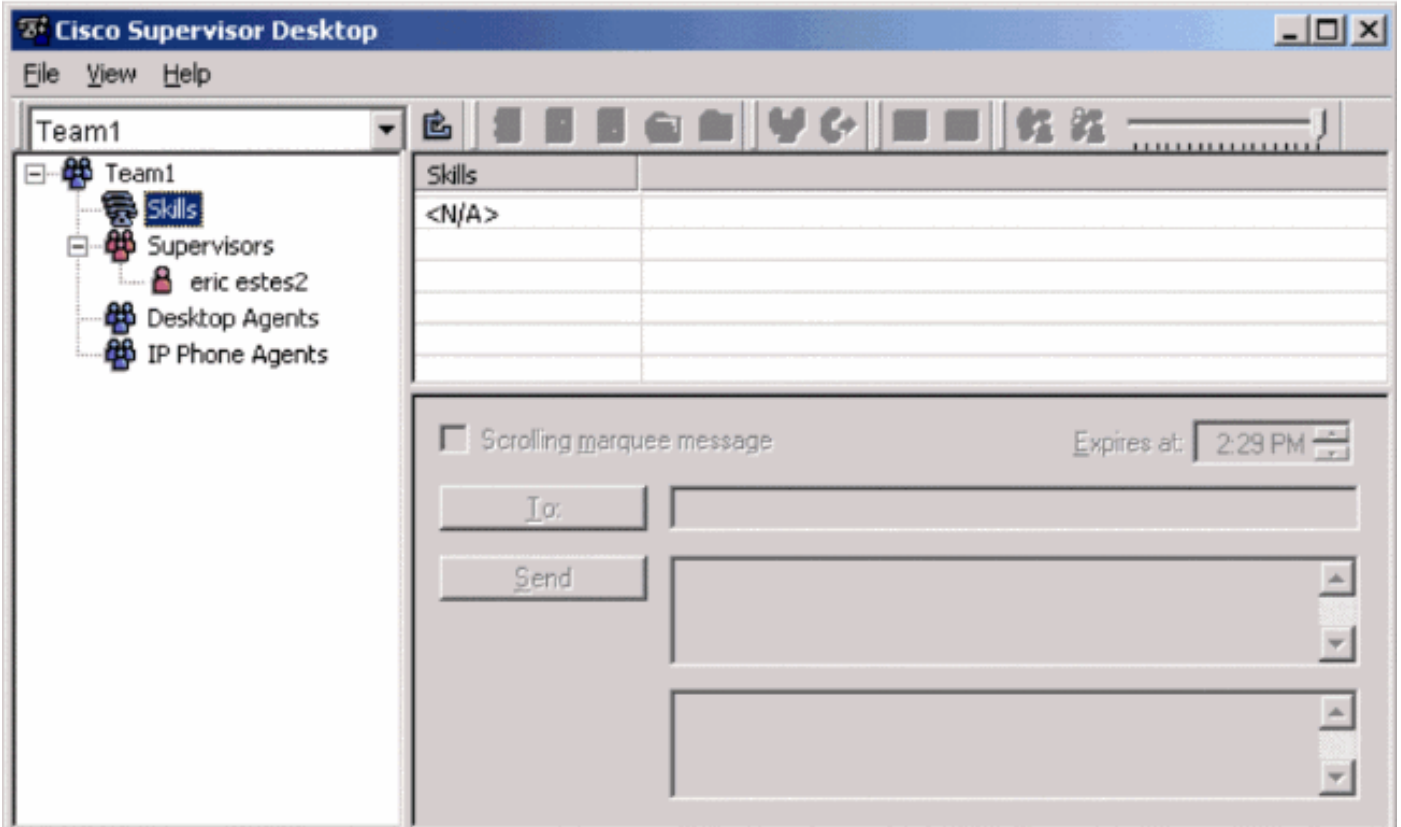 Cisco Supervisor Desktop
File View Help
Team1
Team1
Skills
Supervisors
eric estes2
Desktop Agents
IP Phone Agents
Skills
<N/A>
Scrolling marquee message
Expires at: 2:29 PM
To:
Send